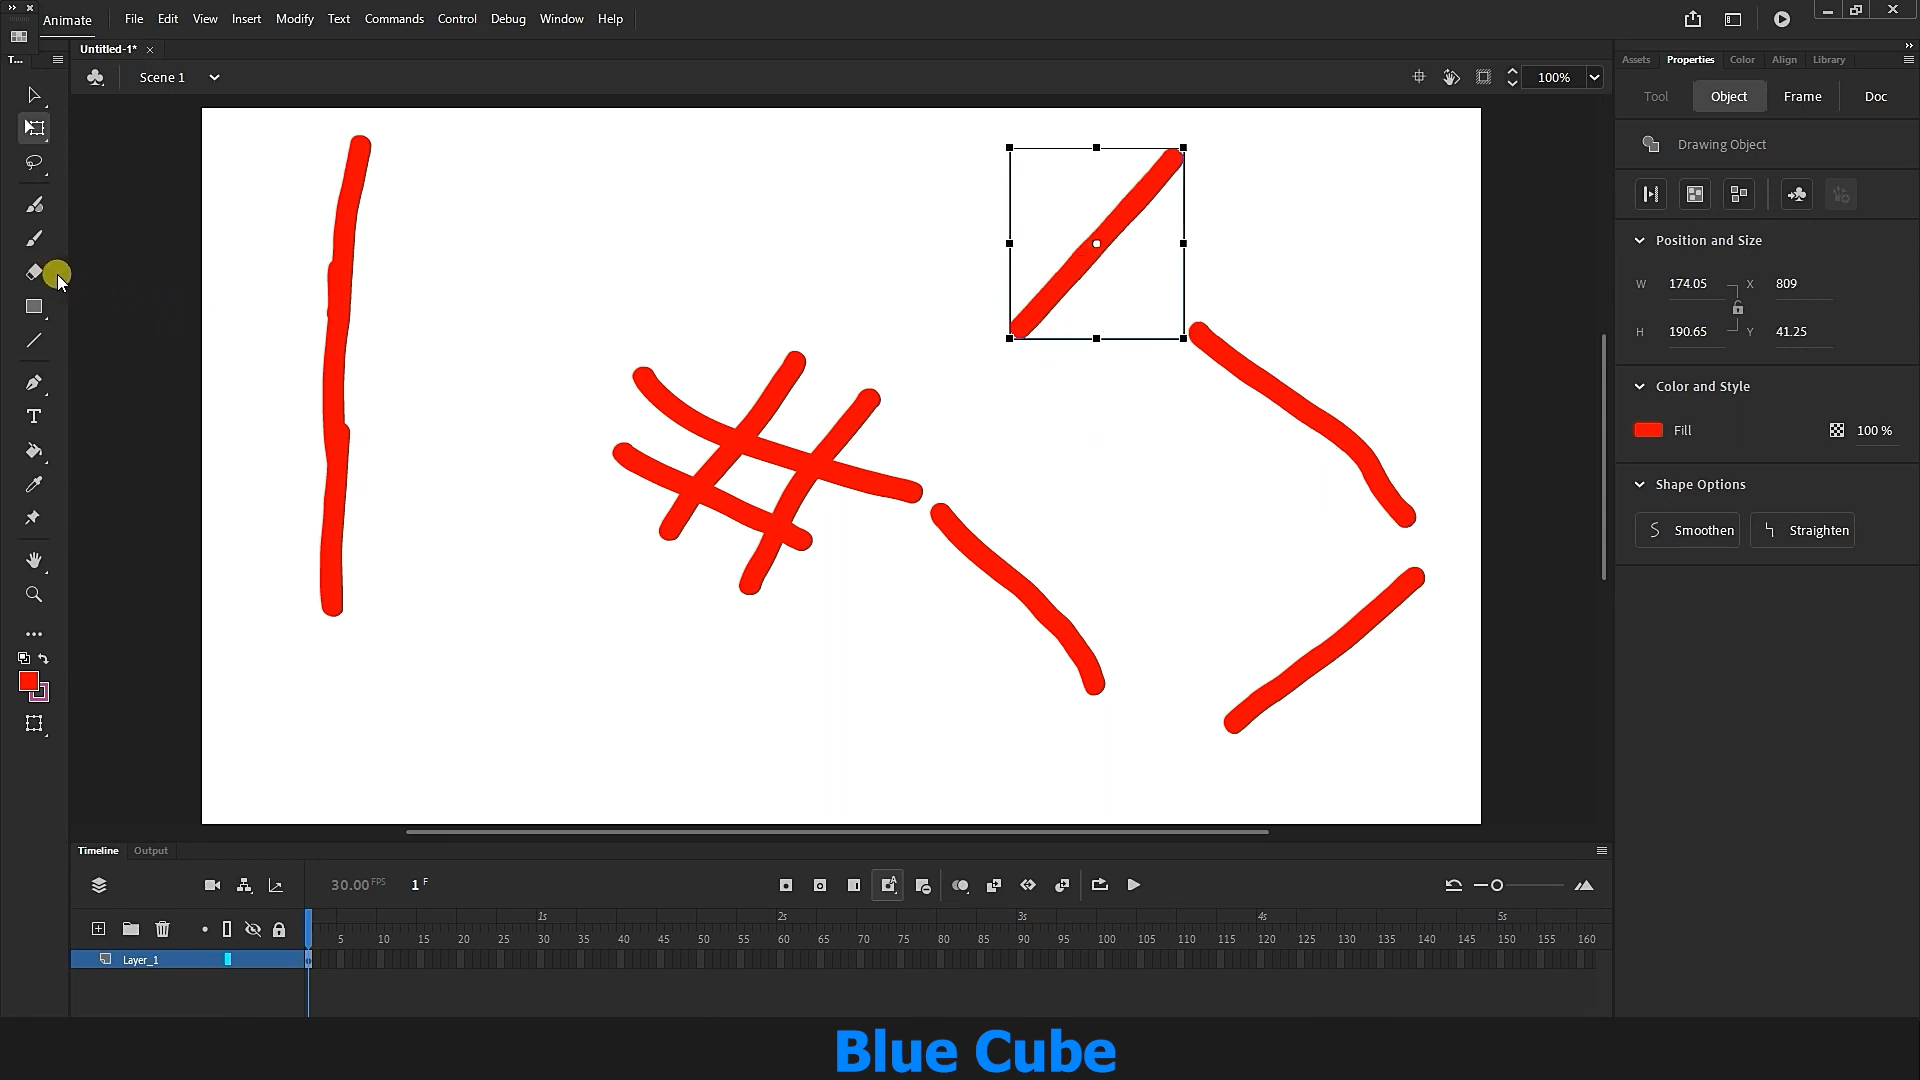 Animate File Edit View Insert Modify Text Commands Control Debug Window Help
Untitled-1*
T...
Scene 1
100%
Assets Properties Color Align Library
Tool Object Frame Doc
Drawing Object
Position and Size
W 174.05 X 809
H 190.65 Y 41.25
Color and Style
Fill 100 %
Shape Options
Smoothen Straighten
Timeline Output
30.00 FPS 1 F
1s 2s 3s 4s 5s
5 10 15 20 25 30 35 40 45 50 55 60 65 70 75 80 85 90 95 100 105 110 115 120 125 130 135 140 145 150 155 160
Layer_1
Blue Cube